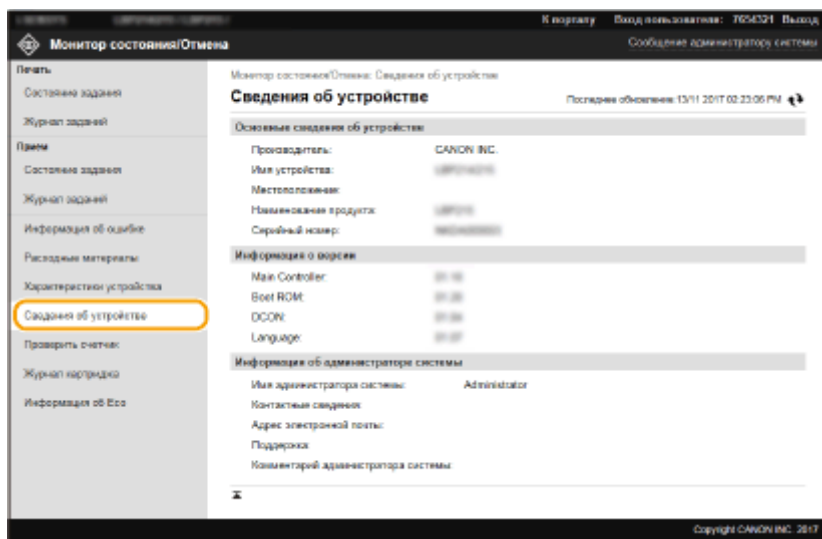 К порталу Вход пользователя: 7654321 Выход
Монитор состояния/Отмена Сообщение администратору системы
Печать
Состояние задания
Журнал заданий
Прием
Состояние задания
Журнал заданий
Информация об ошибке
Расходные материалы
Характеристики устройства
Сведения об устройстве
Проверить счетчик
Журнал картриджа
Информация об Eco
Монитор состояния/Отмена: Сведения об устройстве
Сведения об устройстве Последнее обновление: 13/11 2017 02:23:06 PM
Основные сведения об устройстве
Производитель: CANON INC.
Имя устройства:
Местоположение:
Наименование продукта:
Серийный номер:
Информация о версии
Main Controller:
Boot ROM:
DCON:
Language:
Информация об администраторе системы
Имя администратора системы: Administrator
Контактные сведения:
Адрес электронной почты:
Поддержка:
Комментарий администратора системы:
Copyright CANON INC. 2017